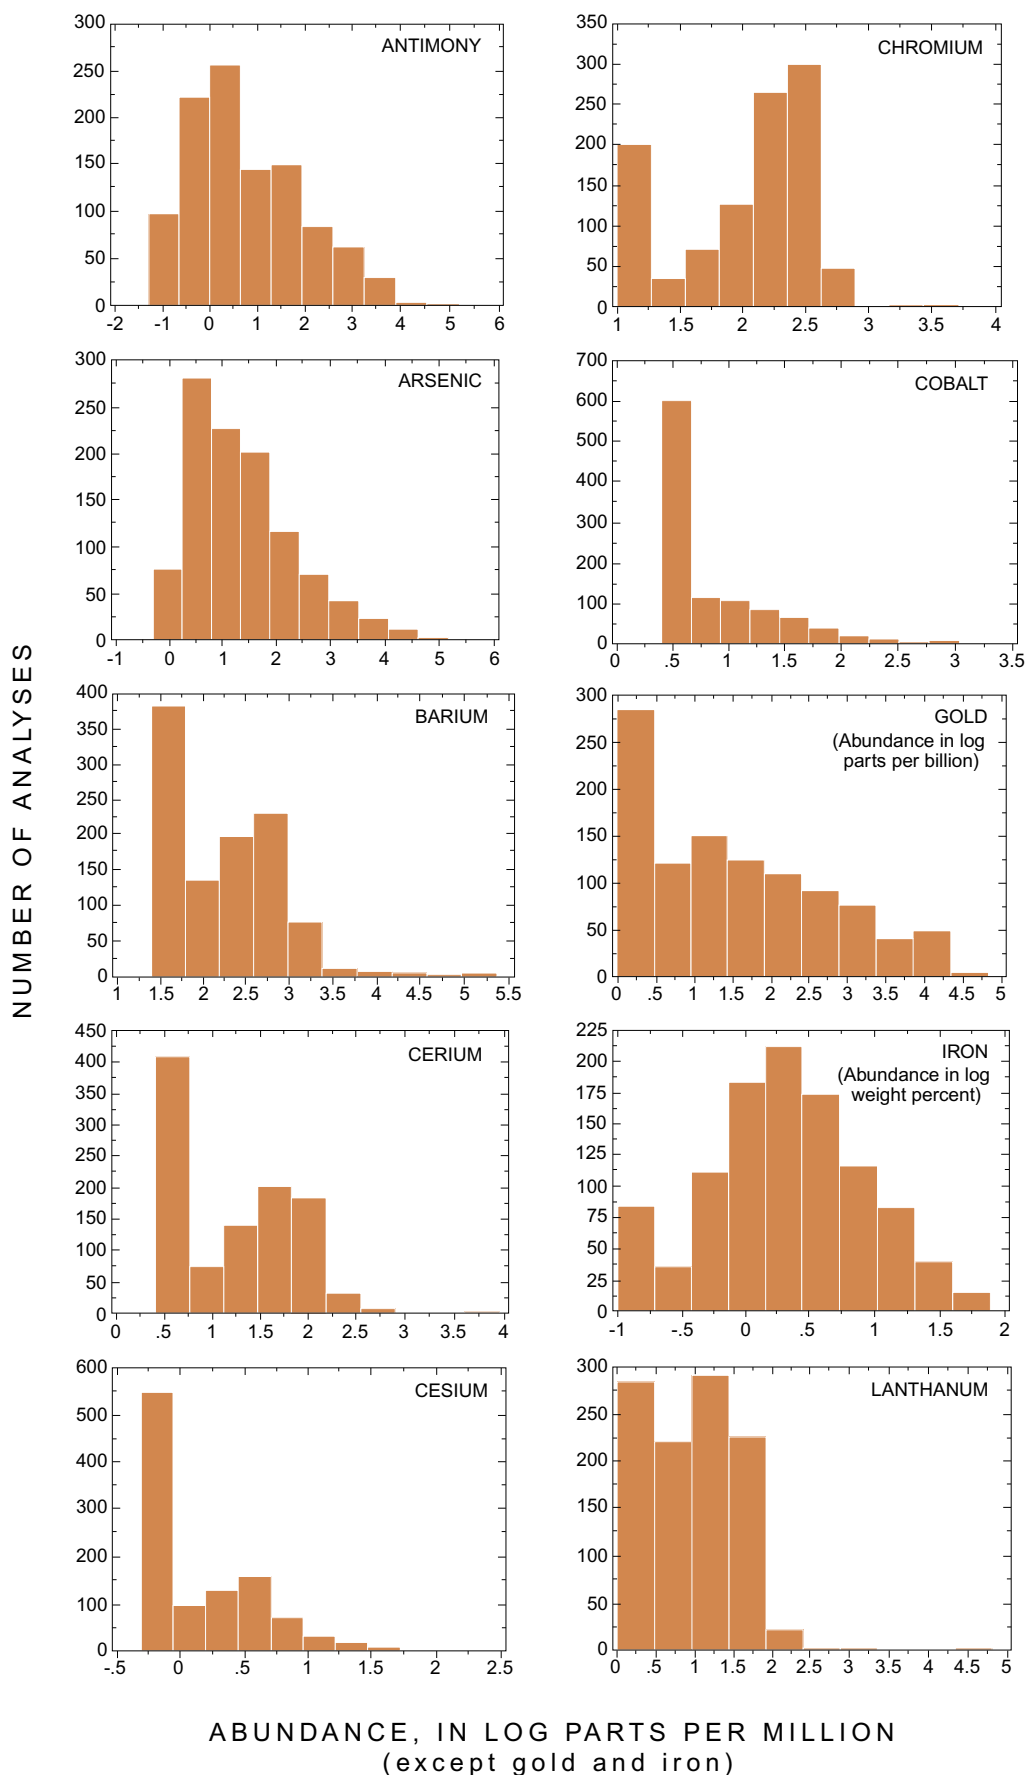 NUMBER OF ANALYSES
ANTIMONY
300
250
200
150
100
50
0
-2 -1 0 1 2 3 4 5 6
CHROMIUM
350
300
250
200
150
100
50
0
1 1.5 2 2.5 3 3.5 4
ARSENIC
300
250
200
150
100
50
0
-1 0 1 2 3 4 5 6
COBALT
700
600
500
400
300
200
100
0
0 .5 1 1.5 2 2.5 3 3.5
BARIUM
400
350
300
250
200
150
100
50
0
1 1.5 2 2.5 3 3.5 4 4.5 5 5.5
GOLD
(Abundance in log
parts per billion)
300
250
200
150
100
50
0
0 .5 1 1.5 2 2.5 3 3.5 4 4.5 5
CERIUM
450
400
350
300
250
200
150
100
50
0
0 .5 1 1.5 2 2.5 3 3.5 4
IRON
(Abundance in log
weight percent)
225
200
175
150
125
100
75
50
25
0
-1 -.5 0 .5 1 1.5 2
CESIUM
600
500
400
300
200
100
0
-.5 0 .5 1 1.5 2 2.5
LANTHANUM
300
250
200
150
100
50
0
0 .5 1 1.5 2 2.5 3 3.5 4 4.5 5
ABUNDANCE, IN LOG PARTS PER MILLION
(except gold and iron)